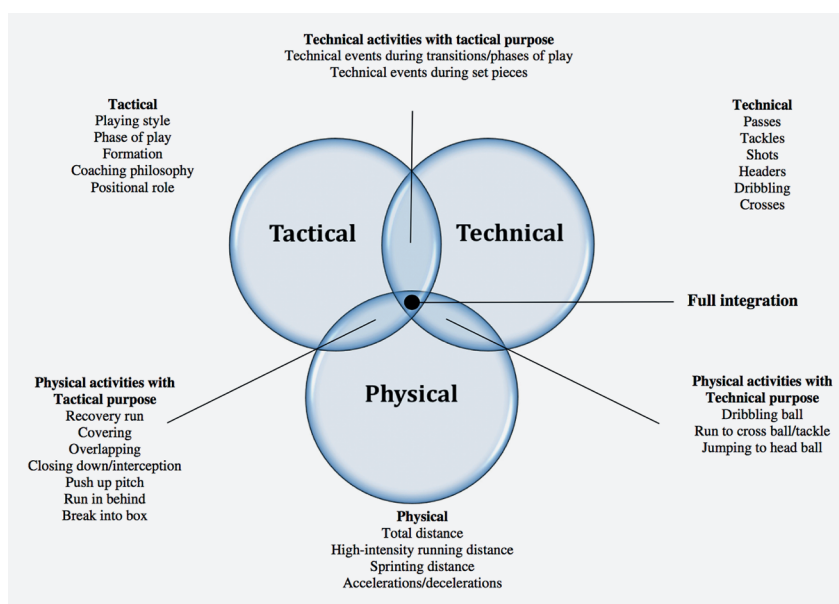 Technical activities with tactical purpose
Technical events during transitions/phases of play
Technical events during set pieces
Tactical
Playing style
Phase of play
Formation
Coaching philosophy
Positional role
Technical
Passes
Tackles
Shots
Headers
Dribbling
Crosses
Tactical
Technical
Full integration
Physical
Physical activities with
Tactical purpose
Recovery run
Covering
Overlapping
Closing down/interception
Push up pitch
Run in behind
Break into box
Physical activities with
Technical purpose
Dribbling ball
Run to cross ball/tackle
Jumping to head ball
Physical
Total distance
High-intensity running distance
Sprinting distance
Accelerations/decelerations